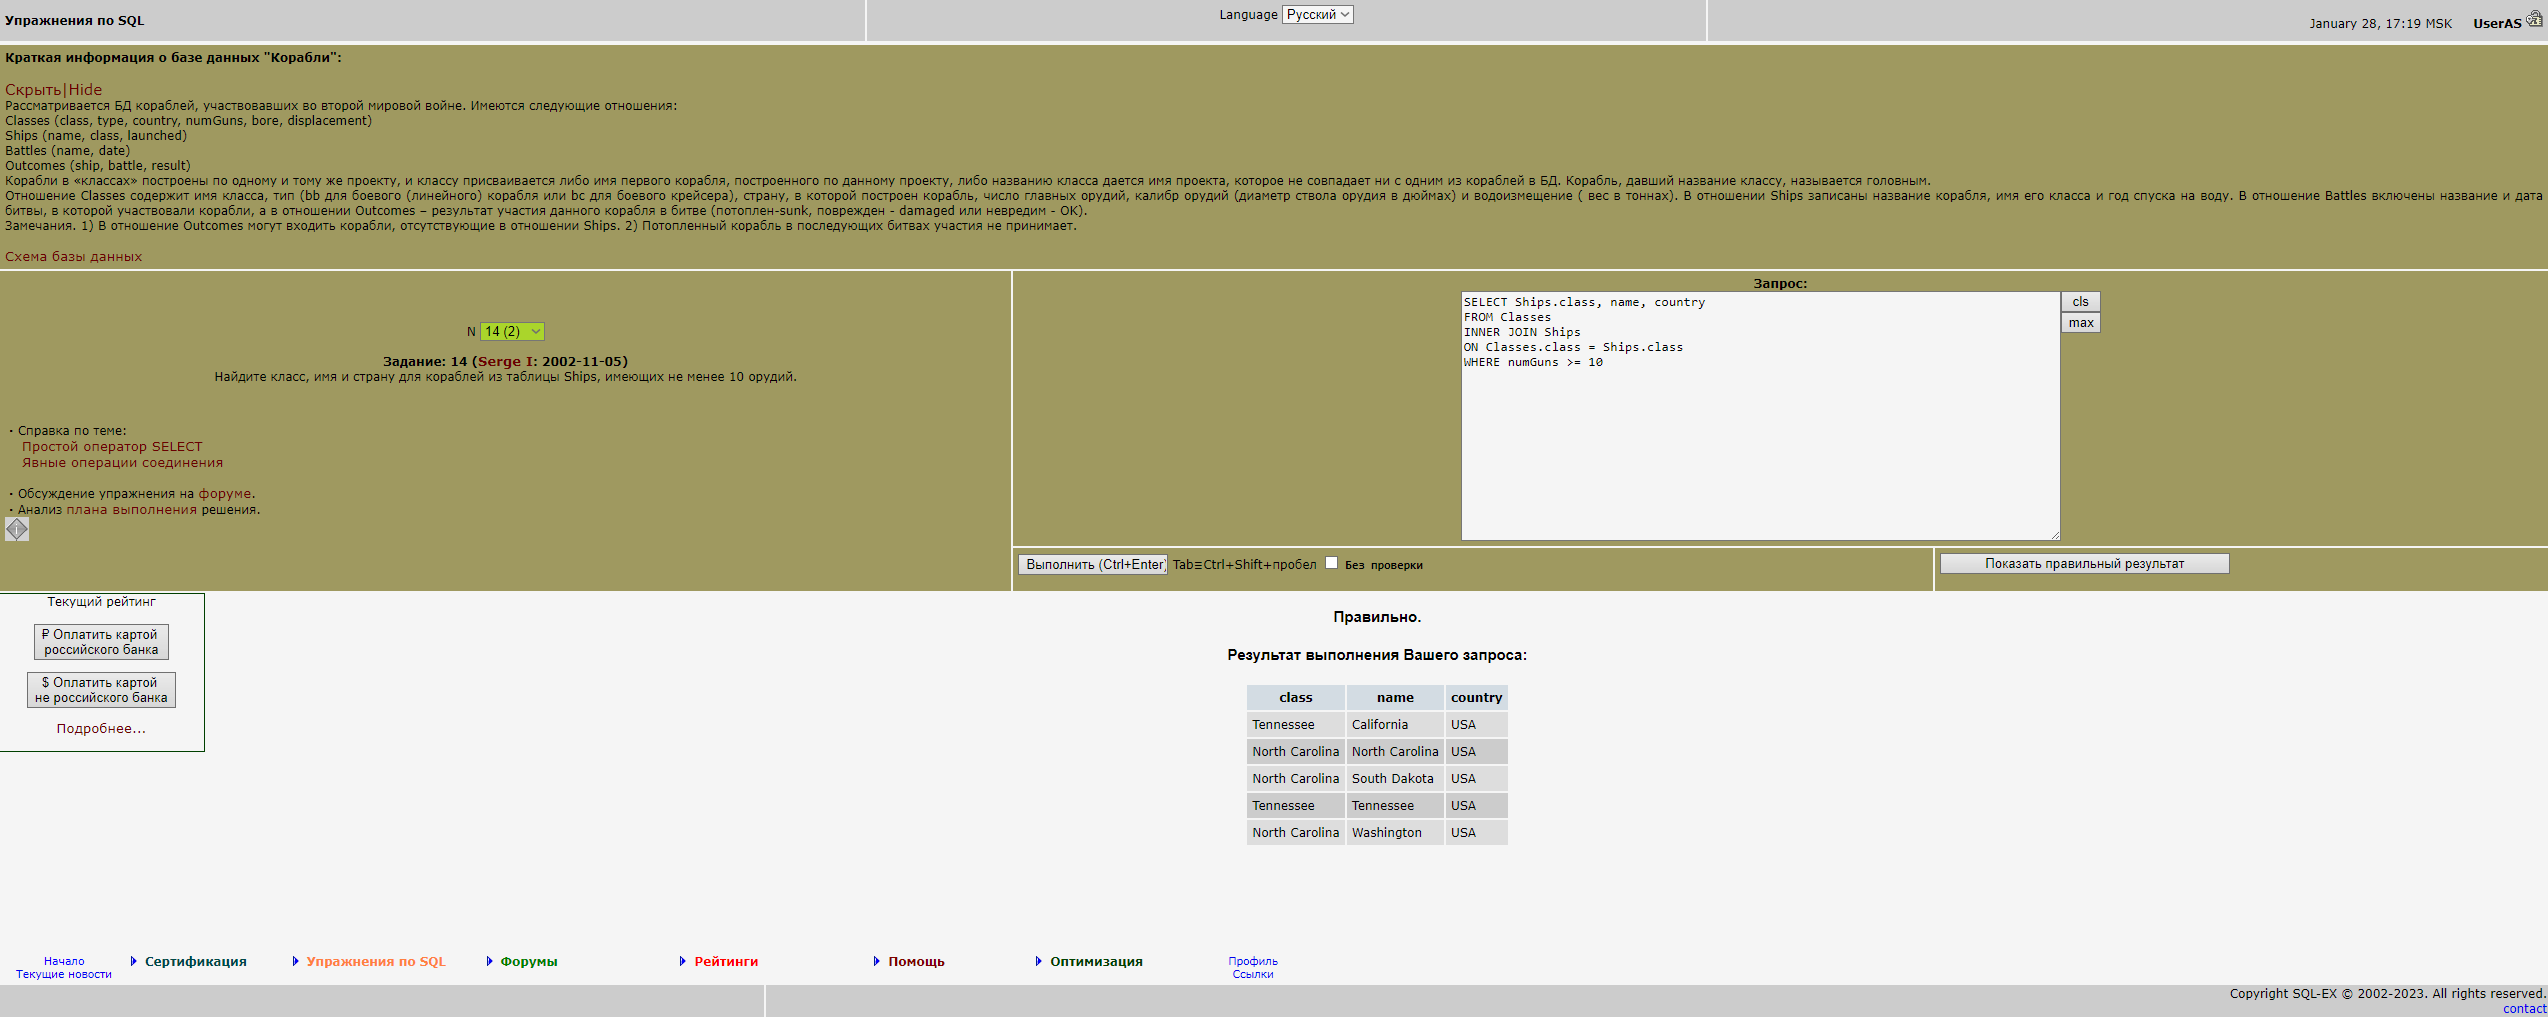 Упражнения по SQL
Language Русский
January 28, 17:19 MSK UserAS
Краткая информация о базе данных "Корабли":
Скрыть|Hide
Рассматривается БД кораблей, участвовавших во второй мировой войне. Имеются следующие отношения:
Classes (class, type, country, numGuns, bore, displacement)
Ships (name, class, launched)
Battles (name, date)
Outcomes (ship, battle, result)
Корабли в «классах» построены по одному и тому же проекту, и классу присваивается либо имя первого корабля, построенного по данному проекту, либо названию класса дается имя проекта, которое не совпадает ни с одним из кораблей в БД. Корабль, давший название классу, называется головным.
Отношение Classes содержит имя класса, тип (bb для боевого (линейного) корабля или bc для боевого крейсера), страну, в которой построен корабль, число главных орудий, калибр орудий (диаметр ствола орудия в дюймах) и водоизмещение ( вес в тоннах). В отношении Ships записаны название корабля, имя его класса и год спуска на воду. В отношение Battles включены название и дата
битвы, в которой участвовали корабли, а в отношении Outcomes – результат участия данного корабля в битве (потоплен-sunk, поврежден - damaged или невредим - OK).
Замечания. 1) В отношение Outcomes могут входить корабли, отсутствующие в отношении Ships. 2) Потопленный корабль в последующих битвах участия не принимает.
Схема базы данных
N 14 (2)
Задание: 14 (Serge I: 2002-11-05)
Найдите класс, имя и страну для кораблей из таблицы Ships, имеющих не менее 10 орудий.
· Справка по теме:
Простой оператор SELECT
Явные операции соединения
· Обсуждение упражнения на форуме.
· Анализ плана выполнения решения.
Запрос:
SELECT Ships.class, name, country
FROM Classes
INNER JOIN Ships
ON Classes.class = Ships.class
WHERE numGuns >= 10
cls
max
Выполнить (Ctrl+Enter) Tab≡Ctrl+Shift+пробел Без проверки
Показать правильный результат
Текущий рейтинг
₽ Оплатить картой
российского банка
$ Оплатить картой
не российского банка
Подробнее...
Правильно.
Результат выполнения Вашего запроса:
class name country
Tennessee California USA
North Carolina North Carolina USA
North Carolina South Dakota USA
Tennessee Tennessee USA
North Carolina Washington USA
Начало
Текущие новости
Сертификация
Упражнения по SQL
Форумы
Рейтинги
Помощь
Оптимизация
Профиль
Ссылки
Copyright SQL-EX © 2002-2023. All rights reserved.
contact